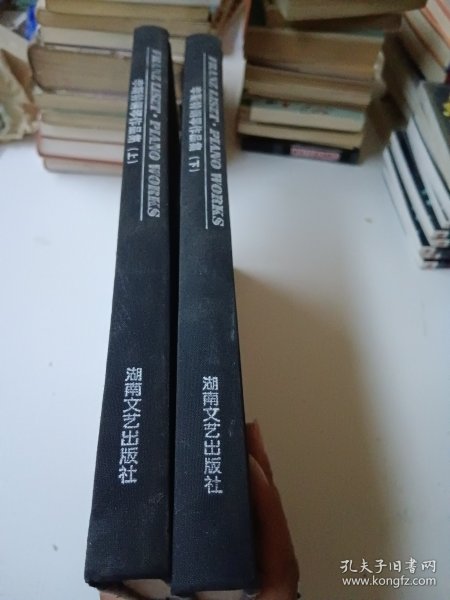 FRANZ LISZT · PIANO WORKS
李斯特钢琴作品集(上)
湖南文艺出版社
FRANZ LISZT · PIANO WORKS
李斯特钢琴作品集(下)
湖南文艺出版社
孔夫子旧书网
www.kongfz.com